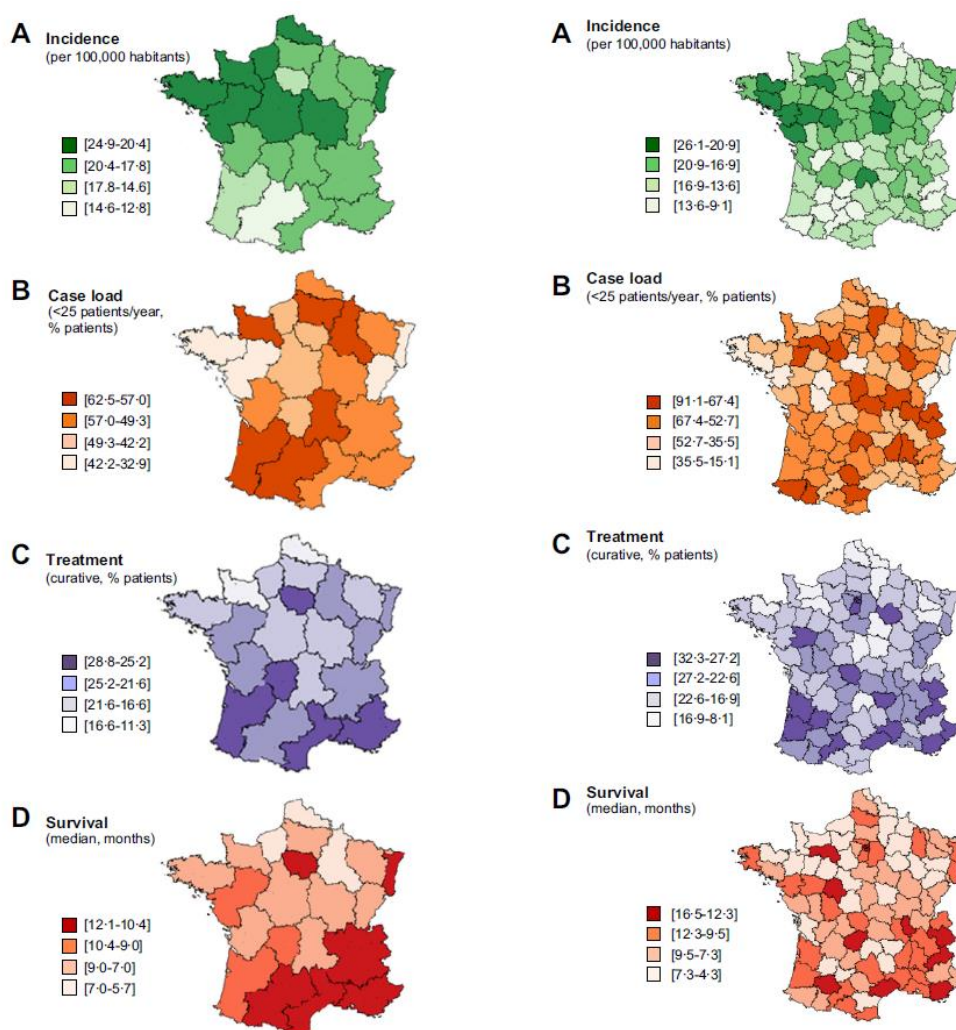 A Incidence
(per 100,000 habitants)
[24·9-20·4]
[20·4-17·8]
[17.8-14.6]
[14·6-12·8]
B Case load
(<25 patients/year,
% patients)
[62·5-57·0]
[57·0-49·3]
[49·3-42·2]
[42·2-32·9]
C Treatment
(curative, % patients)
[28·8-25·2]
[25·2-21·6]
[21·6-16·6]
[16·6-11·3]
D Survival
(median, months)
[12·1-10·4]
[10·4-9·0]
[9·0-7·0]
[7·0-5·7]
A Incidence
(per 100,000 habitants)
[26·1-20·9]
[20·9-16·9]
[16·9-13·6]
[13·6-9·1]
B Case load
(<25 patients/year, % patients)
[91·1-67·4]
[67·4-52·7]
[52·7-35·5]
[35·5-15·1]
C Treatment
(curative, % patients)
[32·3-27·2]
[27·2-22·6]
[22·6-16·9]
[16·9-8·1]
D Survival
(median, months)
[16·5-12·3]
[12·3-9·5]
[9·5-7·3]
[7·3-4·3]